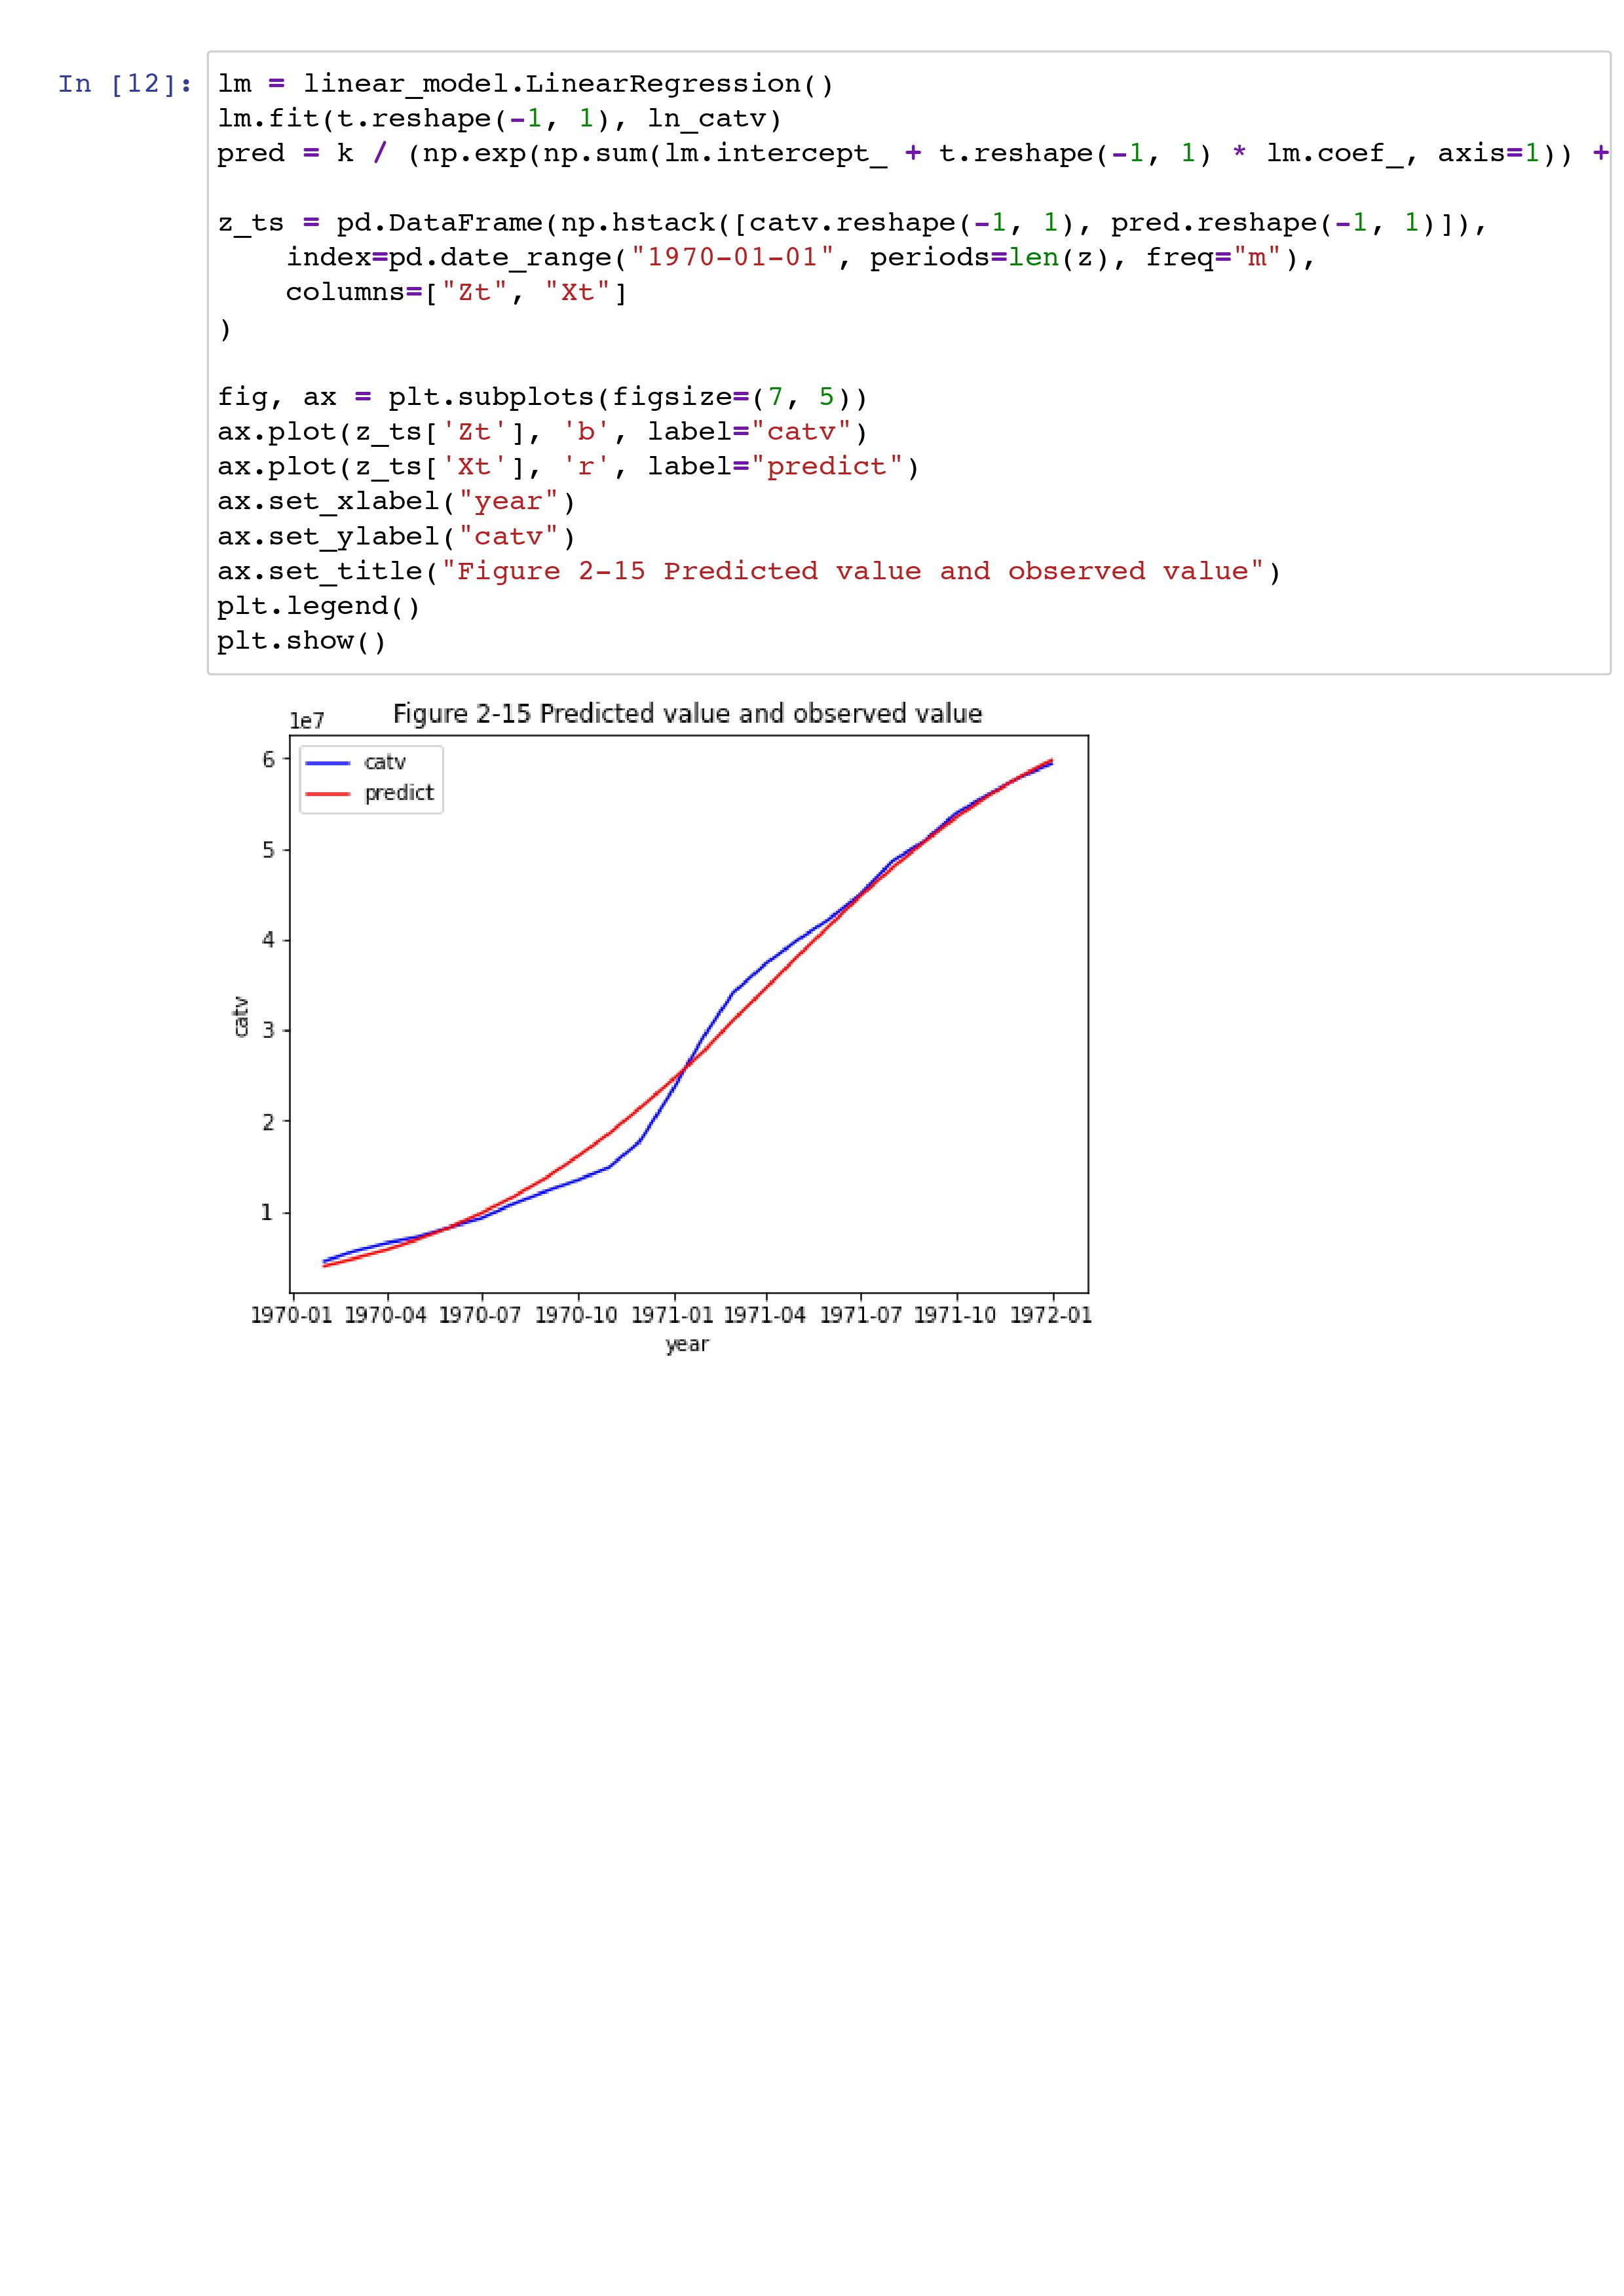 In [12]: lm = linear_model.LinearRegression()
lm.fit(t.reshape(-1, 1), ln_catv)
pred = k / (np.exp(np.sum(lm.intercept_ + t.reshape(-1, 1) * lm.coef_, axis=1)) +

z_ts = pd.DataFrame(np.hstack([catv.reshape(-1, 1), pred.reshape(-1, 1)]),
    index=pd.date_range("1970-01-01", periods=len(z), freq="m"),
    columns=["Zt", "Xt"]
)

fig, ax = plt.subplots(figsize=(7, 5))
ax.plot(z_ts['Zt'], 'b', label="catv")
ax.plot(z_ts['Xt'], 'r', label="predict")
ax.set_xlabel("year")
ax.set_ylabel("catv")
ax.set_title("Figure 2-15 Predicted value and observed value")
plt.legend()
plt.show()
1e7 Figure 2-15 Predicted value and observed value
catv
predict
6
5
4
3
2
1
catv
1970-01 1970-04 1970-07 1970-10 1971-01 1971-04 1971-07 1971-10 1972-01
year